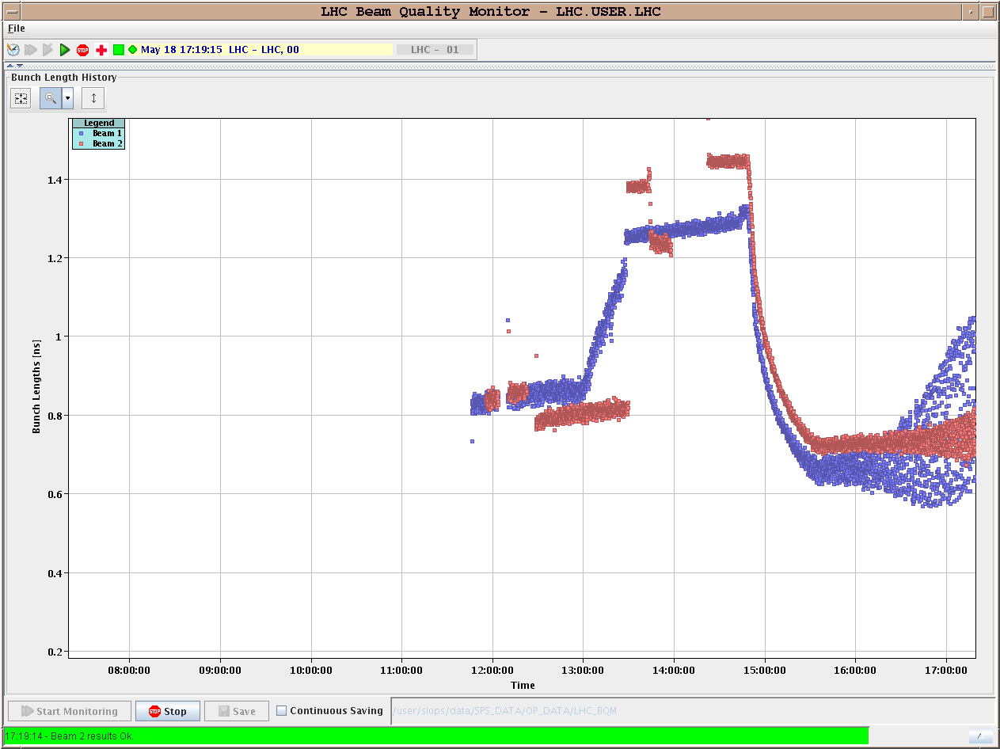 LHC Beam Quality Monitor - LHC.USER.LHC
File
STOP May 18 17:19:15 LHC - LHC, 00 LHC - 01
Bunch Length History
Legend
Beam 1
Beam 2
1.4
1.2
1
0.8
0.6
0.4
0.2
Bunch Lengths [ns]
08:00:00 09:00:00 10:00:00 11:00:00 12:00:00 13:00:00 14:00:00 15:00:00 16:00:00 17:00:00
Time
Start Monitoring STOP Stop Save Continuous Saving /user/slops/data/SPS_DATA/OP_DATA/LHC_BQM
17:19:14 - Beam 2 results Ok.